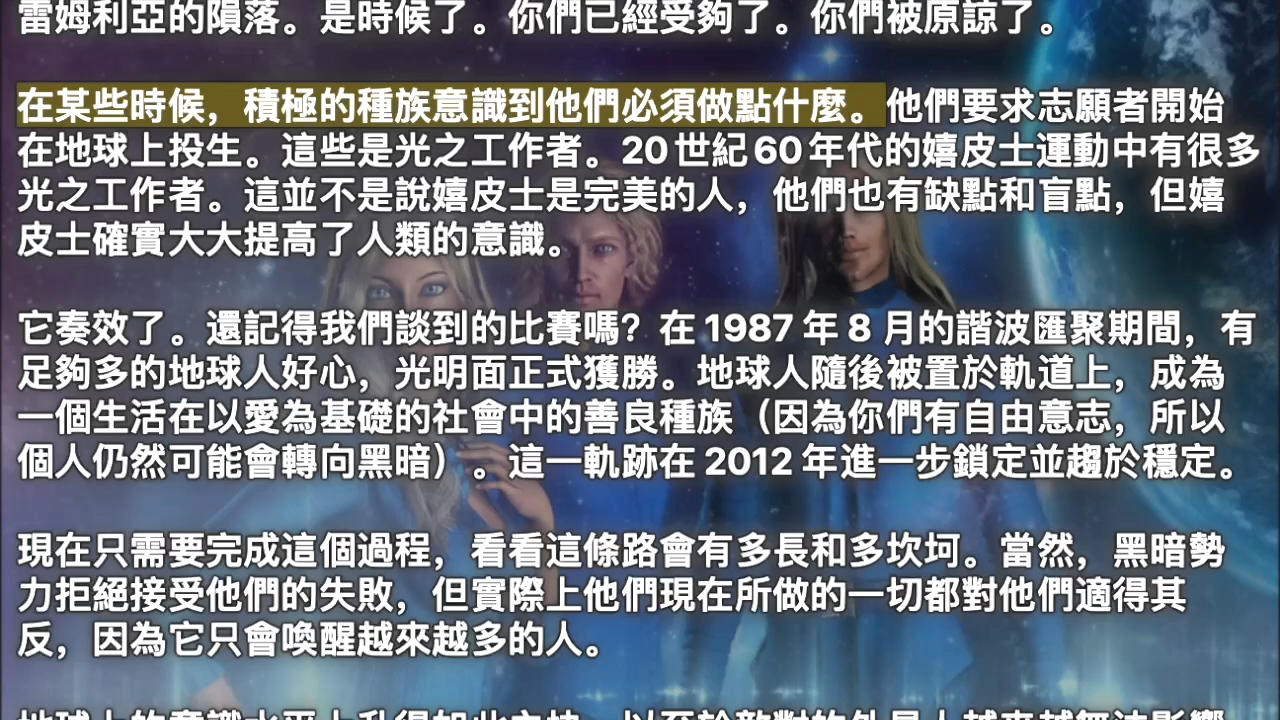 雷姆利亞的隕落。是時候了。你們已經受夠了。你們被原諒了。
在某些時候，積極的種族意識到他們必須做點什麼。他們要求志願者開始
在地球上投生。這些是光之工作者。20 世紀 60 年代的嬉皮士運動中有很多
光之工作者。這並不是說嬉皮士是完美的人，他們也有缺點和盲點，但嬉
皮士確實大大提高了人類的意識。
它奏效了。還記得我們談到的比賽嗎？在 1987 年 8 月的諧波匯聚期間，有
足夠多的地球人好心，光明面正式獲勝。地球人隨後被置於軌道上，成為
一個生活在以愛為基礎的社會中的善良種族（因為你們有自由意志，所以
個人仍然可能會轉向黑暗）。這一軌跡在 2012 年進一步鎖定並趨於穩定。
現在只需要完成這個過程，看看這條路會有多長和多坎坷。當然，黑暗勢
力拒絕接受他們的失敗，但實際上他們現在所做的一切都對他們適得其
反，因為它只會喚醒越來越多的人。